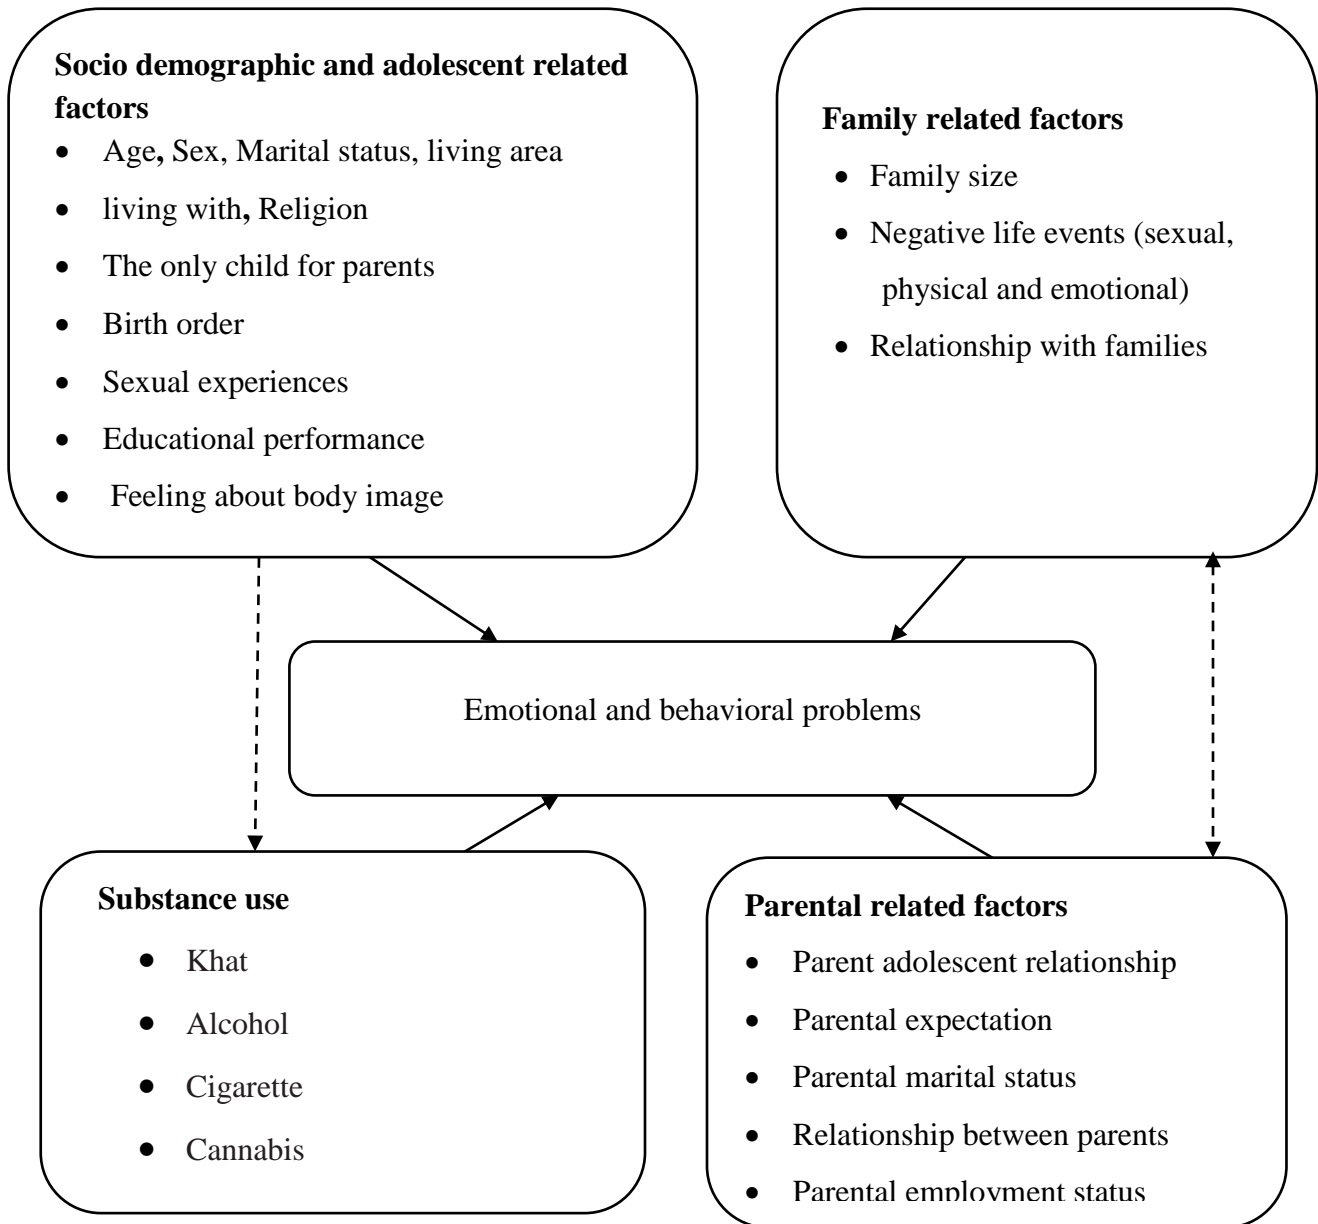 Socio demographic and adolescent related
factors
• Age, Sex, Marital status, living area
• living with, Religion
• The only child for parents
• Birth order
• Sexual experiences
• Educational performance
• Feeling about body image
Family related factors
• Family size
• Negative life events (sexual,
physical and emotional)
• Relationship with families
Emotional and behavioral problems
Substance use
• Khat
• Alcohol
• Cigarette
• Cannabis
Parental related factors
• Parent adolescent relationship
• Parental expectation
• Parental marital status
• Relationship between parents
• Parental employment status